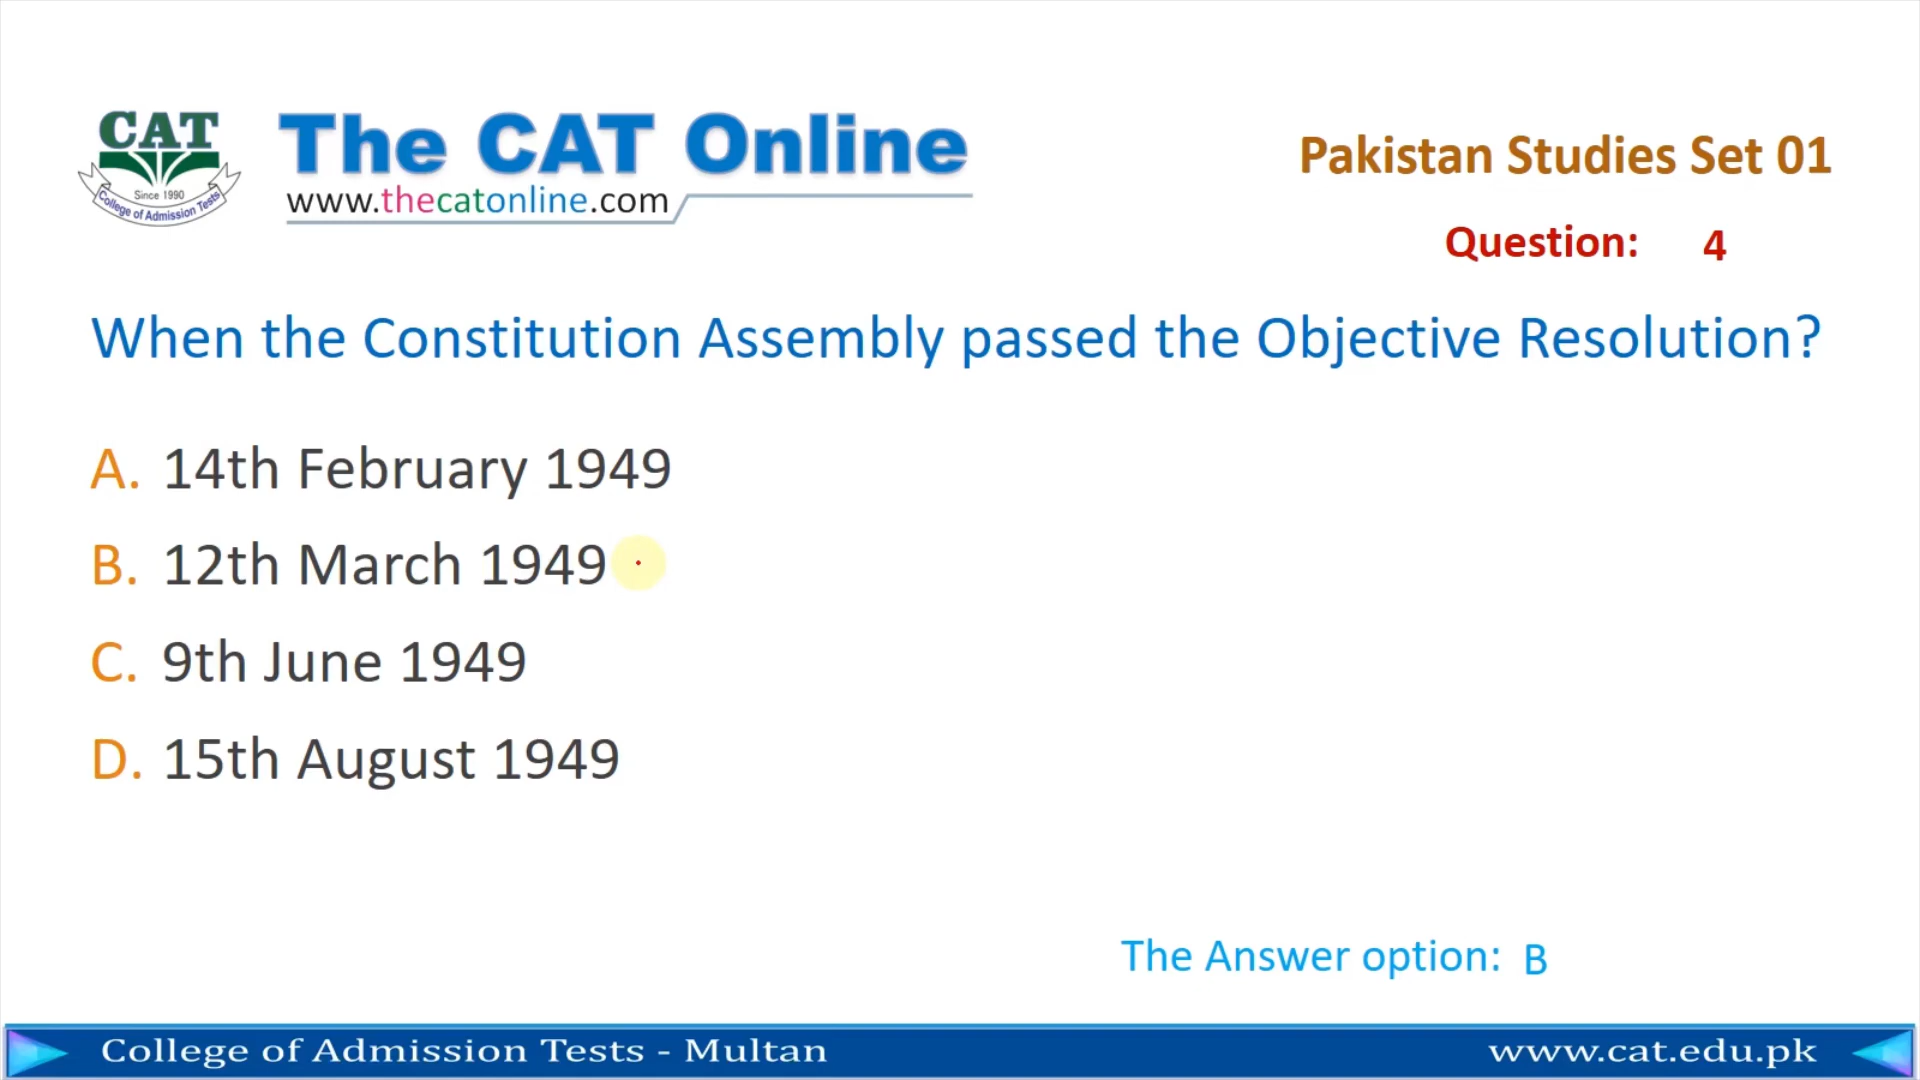 CAT
Since 1990
College of Admission Tests
The CAT Online
www.thecatonline.com
Pakistan Studies Set 01
Question: 4
When the Constitution Assembly passed the Objective Resolution?
A. 14th February 1949
B. 12th March 1949
C. 9th June 1949
D. 15th August 1949
The Answer option: B
College of Admission Tests - Multan
www.cat.edu.pk